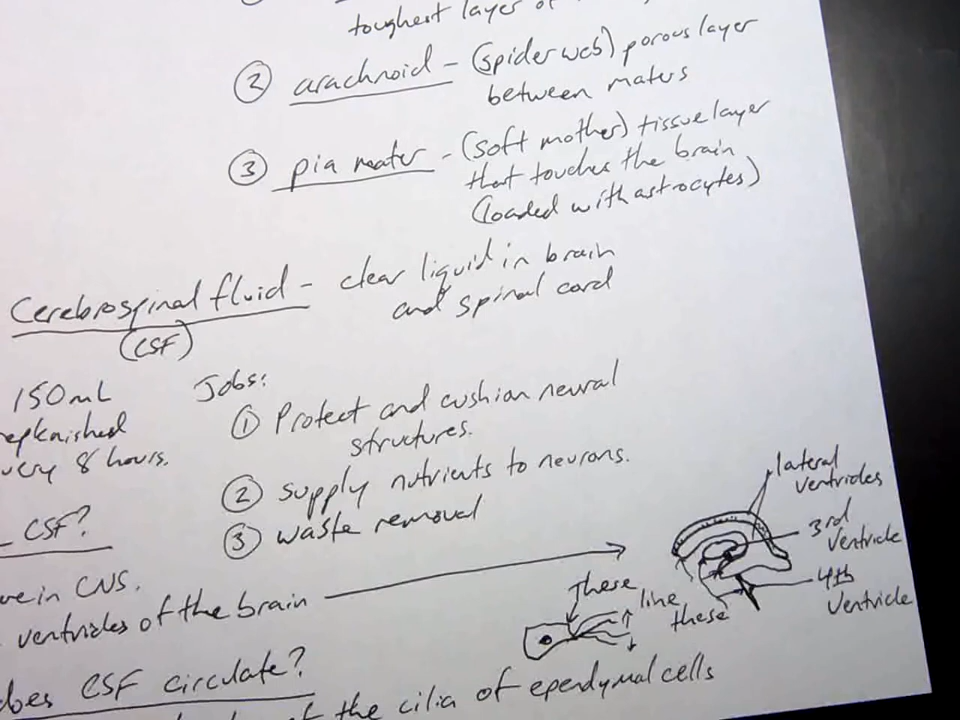 toughest layer of
② arachnoid - (spider web) porous layer
between maters
③ pia mater - (soft mother) tissue layer
that touches the brain
(loaded with astrocytes)
Cerebrospinal fluid - clear liquid in brain
and spinal cord
(CSF)
150mL
replenished
every 8 hours.
Jobs:
① Protect and cushion neural
structures.
② supply nutrients to neurons.
③ waste removal
CSF?
in CNS.
ventricles of the brain
lateral
ventricles
3rd
Ventricle
4th
Ventricle
These
line
these
does CSF circulate?
of the cilia of ependymal cells